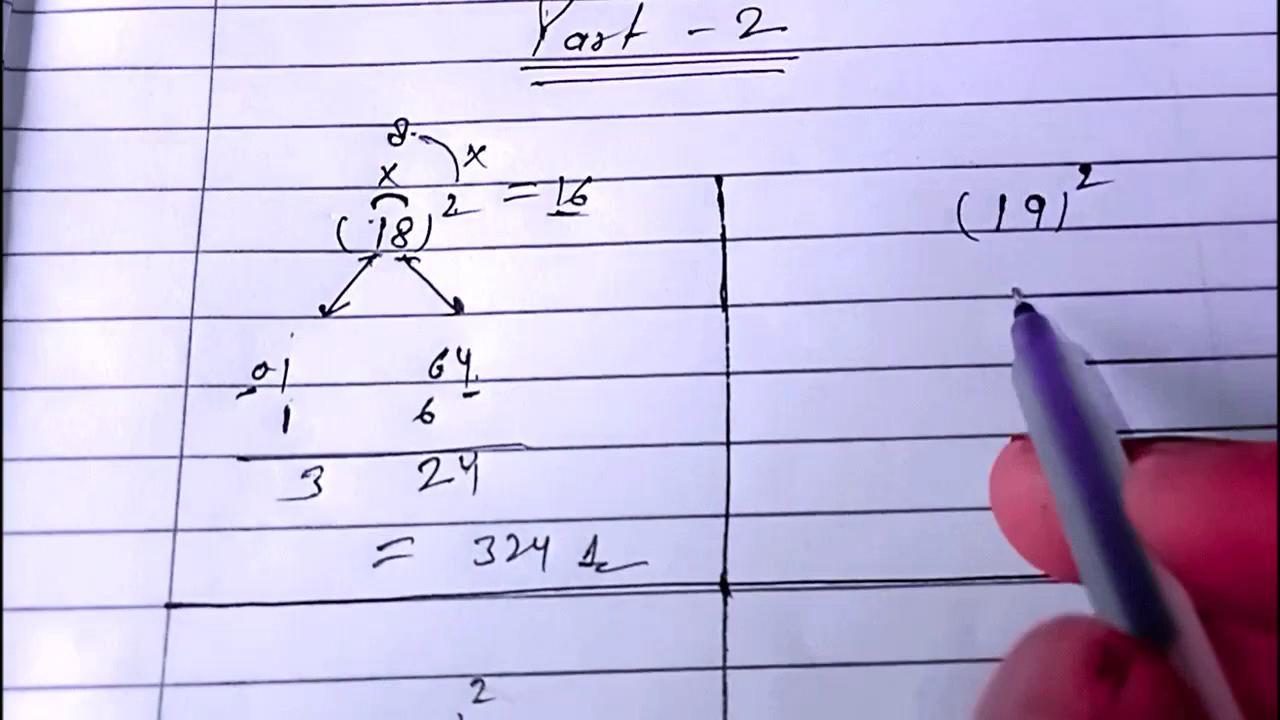 Part - 2
8 x
x
(18)² = 16
01 64
1 6
3 24
= 324
(19)²
2